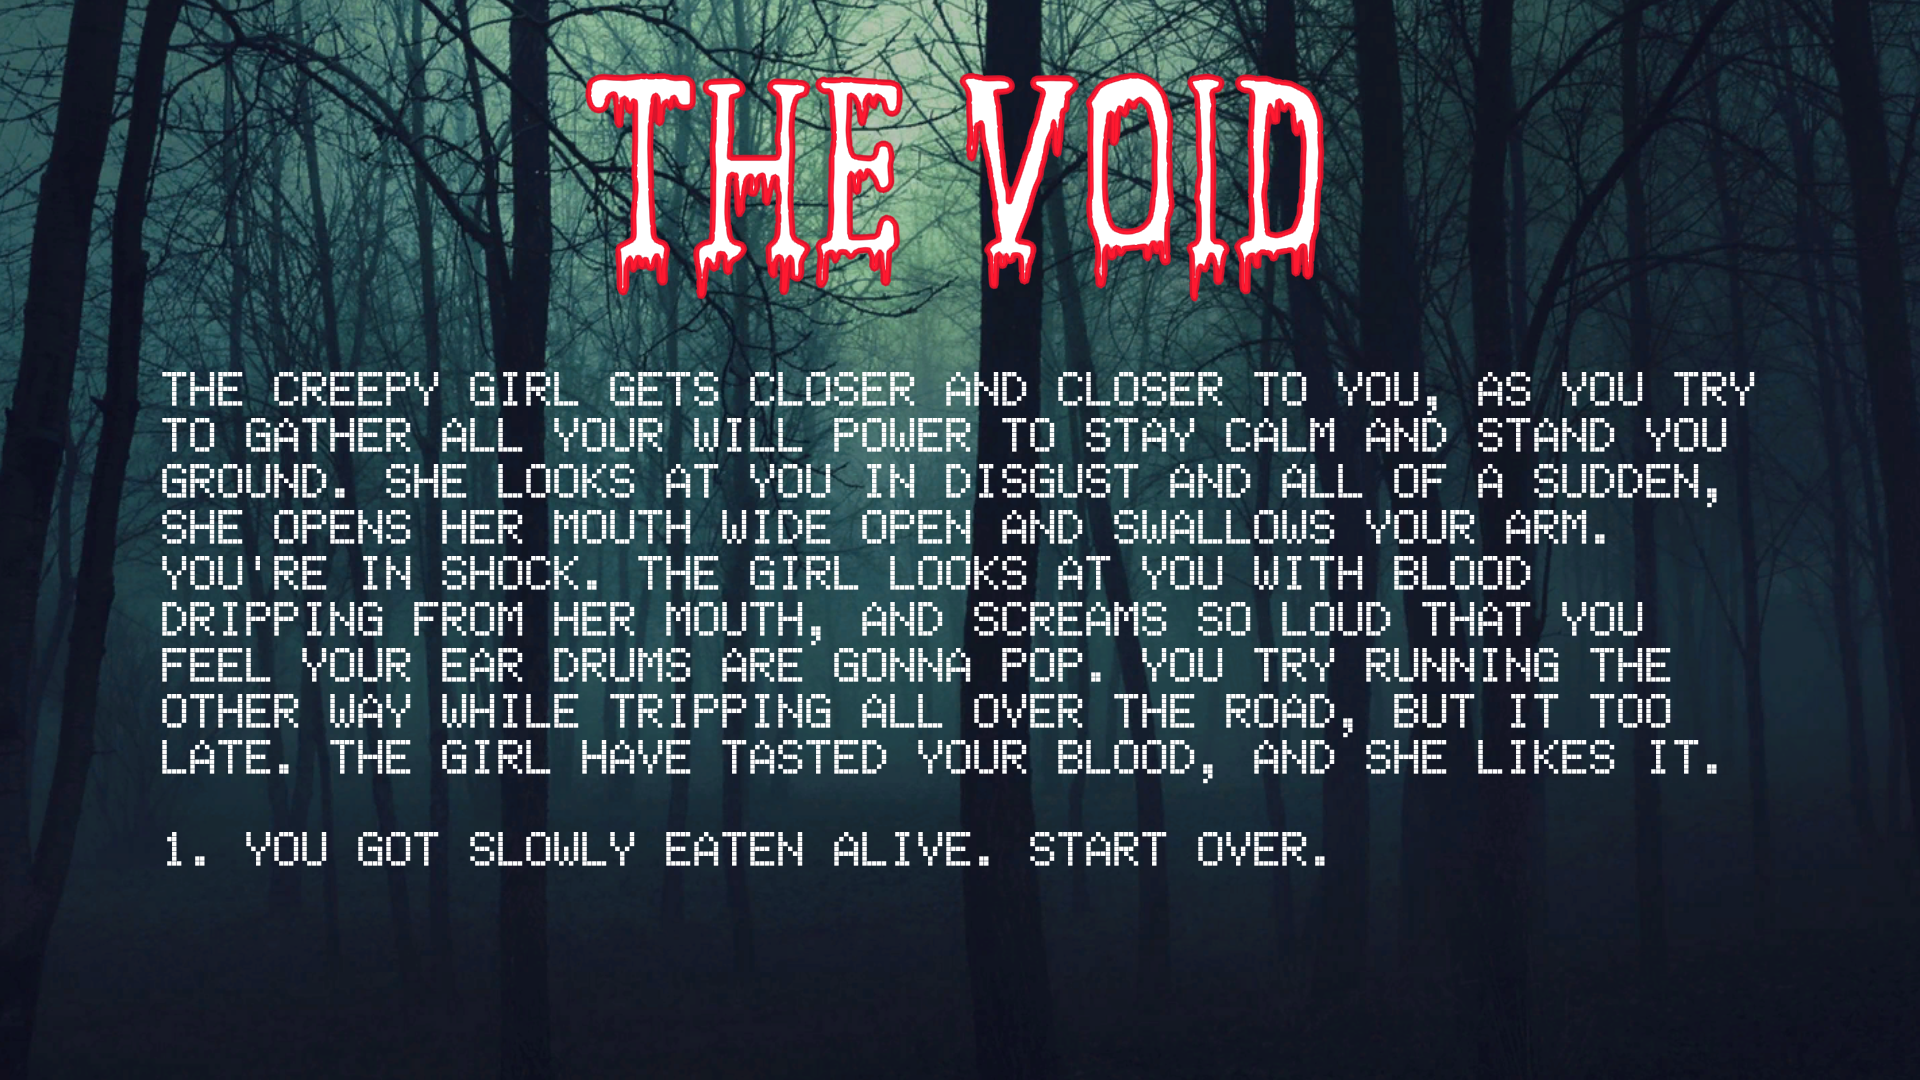 THE VOID
THE CREEPY GIRL GETS CLOSER AND CLOSER TO YOU, AS YOU TRY
TO GATHER ALL YOUR WILL POWER TO STAY CALM AND STAND YOU
GROUND. SHE LOOKS AT YOU IN DISGUST AND ALL OF A SUDDEN,
SHE OPENS HER MOUTH WIDE OPEN AND SWALLOWS YOUR ARM.
YOU'RE IN SHOCK. THE GIRL LOOKS AT YOU WITH BLOOD
DRIPPING FROM HER MOUTH, AND SCREAMS SO LOUD THAT YOU
FEEL YOUR EAR DRUMS ARE GONNA POP. YOU TRY RUNNING THE
OTHER WAY WHILE TRIPPING ALL OVER THE ROAD, BUT IT TOO
LATE. THE GIRL HAVE TASTED YOUR BLOOD, AND SHE LIKES IT.
1. YOU GOT SLOWLY EATEN ALIVE. START OVER.